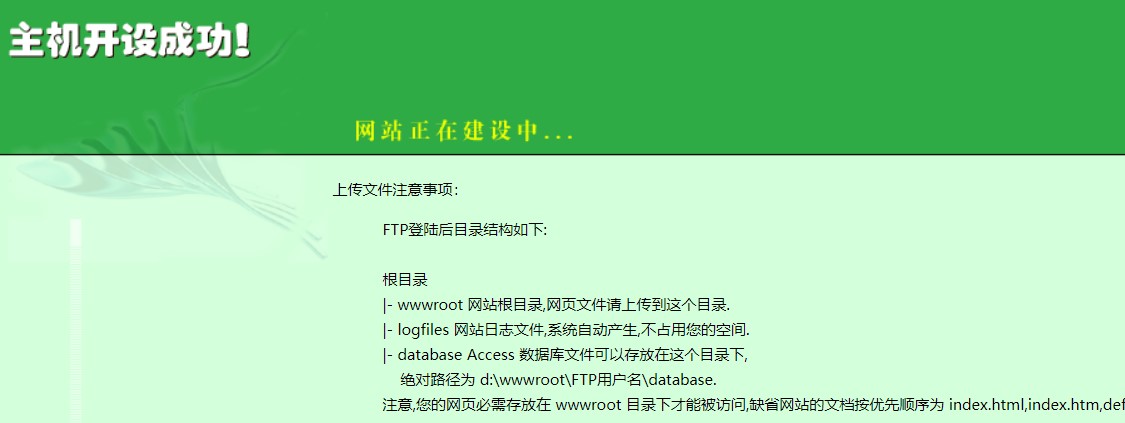 主机开设成功!
网站正在建设中...
上传文件注意事项：
FTP登陆后目录结构如下:
根目录
|- wwwroot 网站根目录,网页文件请上传到这个目录.
|- logfiles 网站日志文件,系统自动产生,不占用您的空间.
|- database Access 数据库文件可以存放在这个目录下,
绝对路径为 d:\wwwroot\FTP用户名\database.
注意,您的网页必需存放在 wwwroot 目录下才能被访问,缺省网站的文档按优先顺序为 index.html,index.htm,def